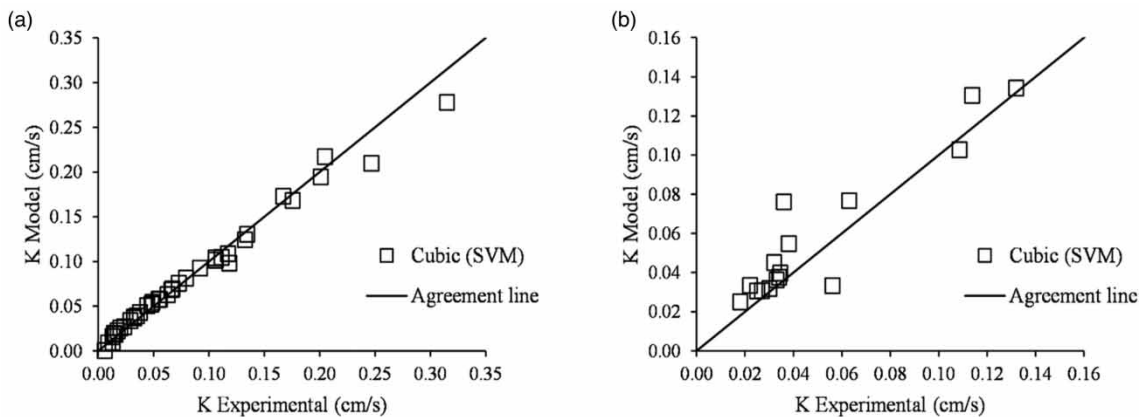 (a)
0.35
0.30
0.25
0.20
0.15
0.10
0.05
0.00
K Model (cm/s)
Cubic (SVM)
Agreement line
0.00 0.05 0.10 0.15 0.20 0.25 0.30 0.35
K Experimental (cm/s)
(b)
0.16
0.14
0.12
0.10
0.08
0.06
0.04
0.02
0.00
K Model (cm/s)
Cubic (SVM)
Agreement line
0.00 0.02 0.04 0.06 0.08 0.10 0.12 0.14 0.16
K Experimental (cm/s)